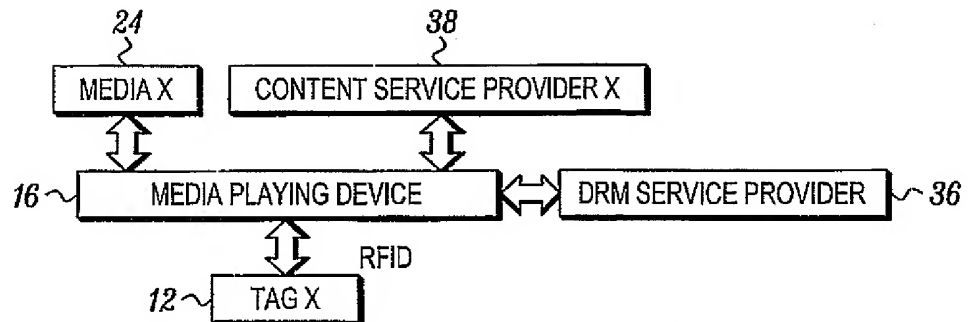 24
38
MEDIA X
CONTENT SERVICE PROVIDER X
16
MEDIA PLAYING DEVICE
DRM SERVICE PROVIDER
36
RFID
12
TAG X